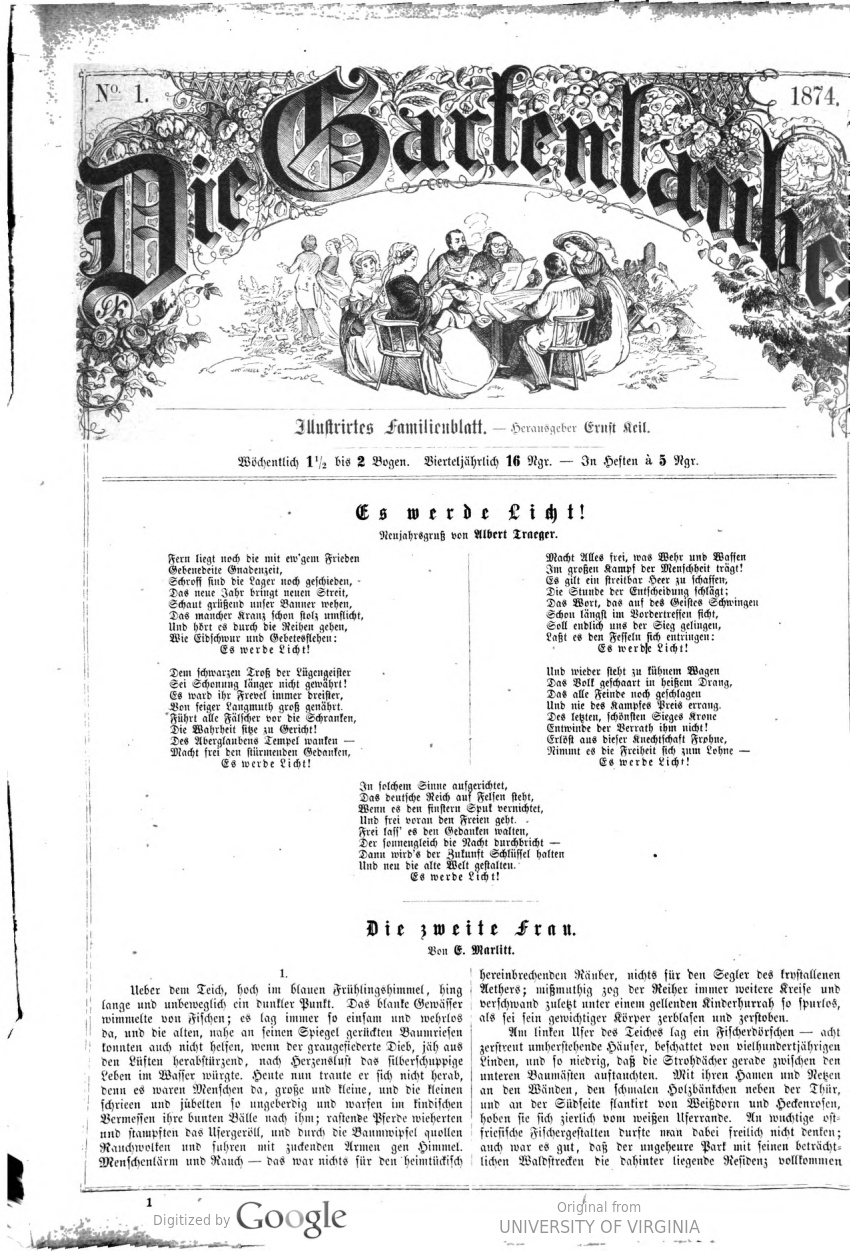 No. 1.
1874.
Die Gartenlaube
Illustrirtes Familienblatt. — Herausgeber Ernst Keil.
Wöchentlich 1 1/2 bis 2 Bogen. Vierteljährlich 16 Ngr. — In Heften à 5 Ngr.
Es werde Licht!
Neujahrsgruß von Albert Traeger.
Fern liegt noch die mit ew'gem Frieden
Gebenedeite Gnadenzeit,
Schroff sind die Lager noch geschieden,
Das neue Jahr bringt neuen Streit,
Schaut grüßend unser Banner wehen,
Das mancher Kranz schon stolz umflicht,
Und hört es durch die Reihen gehen,
Wie Eidschwur und Gebetesflehen:
Es werde Licht!
Dem schwarzen Troß der Lügengeister
Sei Schonung länger nicht gewährt!
Es ward ihr Frevel immer dreister,
Von feiger Langmuth groß genährt.
Führt alle Fälscher vor die Schranken,
Die Wahrheit sitze zu Gericht!
Des Aberglaubens Tempel wanken —
Macht frei den stürmenden Gedanken,
Es werde Licht!
Macht Alles frei, was Wehr und Waffen
Im großen Kampf der Menschheit trägt!
Es gilt ein streitbar Heer zu schaffen,
Die Stunde der Entscheidung schlägt;
Das Wort, das auf des Geistes Schwingen
Schon längst im Vordertreffen ficht,
Soll endlich uns der Sieg gelingen,
Laßt es den Fesseln sich entringen:
Es werde Licht!
Und wieder steht zu kühnem Wagen
Das Volk geschaart in heißem Drang,
Das alle Feinde noch geschlagen
Und nie des Kampfes Preis errang.
Des letzten, schönsten Sieges Krone
Entwinde der Verrath ihm nicht!
Erlöst aus dieser Knechtschaft Frohne,
Nimmt es die Freiheit sich zum Lohne —
Es werde Licht!
In solchem Sinne aufgerichtet,
Das deutsche Reich auf Felsen steht,
Wenn es den finstern Spuk vernichtet,
Und frei voran den Freien geht.
Frei lass' es den Gedanken walten,
Der sonnengleich die Nacht durchbricht —
Dann wird's der Zukunft Schlüssel halten
Und neu die alte Welt gestalten.
Es werde Licht!
Die zweite Frau.
Von E. Marlitt.
1.
Ueber dem Teich, hoch im blauen Frühlingshimmel, hing
lange und unbeweglich ein dunkler Punkt. Das blanke Gewässer
wimmelte von Fischen; es lag immer so einsam und wehrlos
da, und die alten, nahe an seinen Spiegel gerückten Baumriesen
konnten auch nicht helfen, wenn der graugefiederte Dieb, jäh aus
den Lüften herabstürzend, nach Herzenslust das silberschuppige
Leben im Wasser würgte. Heute nun traute er sich nicht herab,
denn es waren Menschen da, große und kleine, und die kleinen
schrieen und jubelten so ungeberdig und warfen im kindischen
Vermessen ihre bunten Bälle nach ihm; rastende Pferde wieherten
und stampften das Ufergeröll, und durch die Baumwipfel quollen
Rauchwolken und fuhren mit zuckenden Armen gen Himmel.
Menschenlärm und Rauch — das war nichts für den heimtückisch
hereinbrechenden Räuber, nichts für den Segler des krystallenen
Aethers; mißmuthig zog der Reiher immer weitere Kreise und
verschwand zuletzt unter einem gellenden Kinderhurrah so spurlos,
als sei sein gewichtiger Körper zerblasen und zerstoben.
Am linken Ufer des Teiches lag ein Fischerdörfchen — acht
zerstreut umherstehende Häuser, beschattet von vielhundertjährigen
Linden, und so niedrig, daß die Strohdächer gerade zwischen den
unteren Baumästen auftauchten. Mit ihren Hamen und Netzen
an den Wänden, den schmalen Holzbänkchen neben der Thür,
und an der Südseite flankirt von Weißdorn und Heckenrosen,
hoben sie sich zierlich vom weißen Uferrande. An wuchtige ost-
friesische Fischergestalten durfte man dabei freilich nicht denken;
auch war es gut, daß der ungeheure Park mit seinen beträcht-
lichen Waldstrecken die dahinter liegende Residenz vollkommen
1
Digitized by Google
Original from
UNIVERSITY OF VIRGINIA